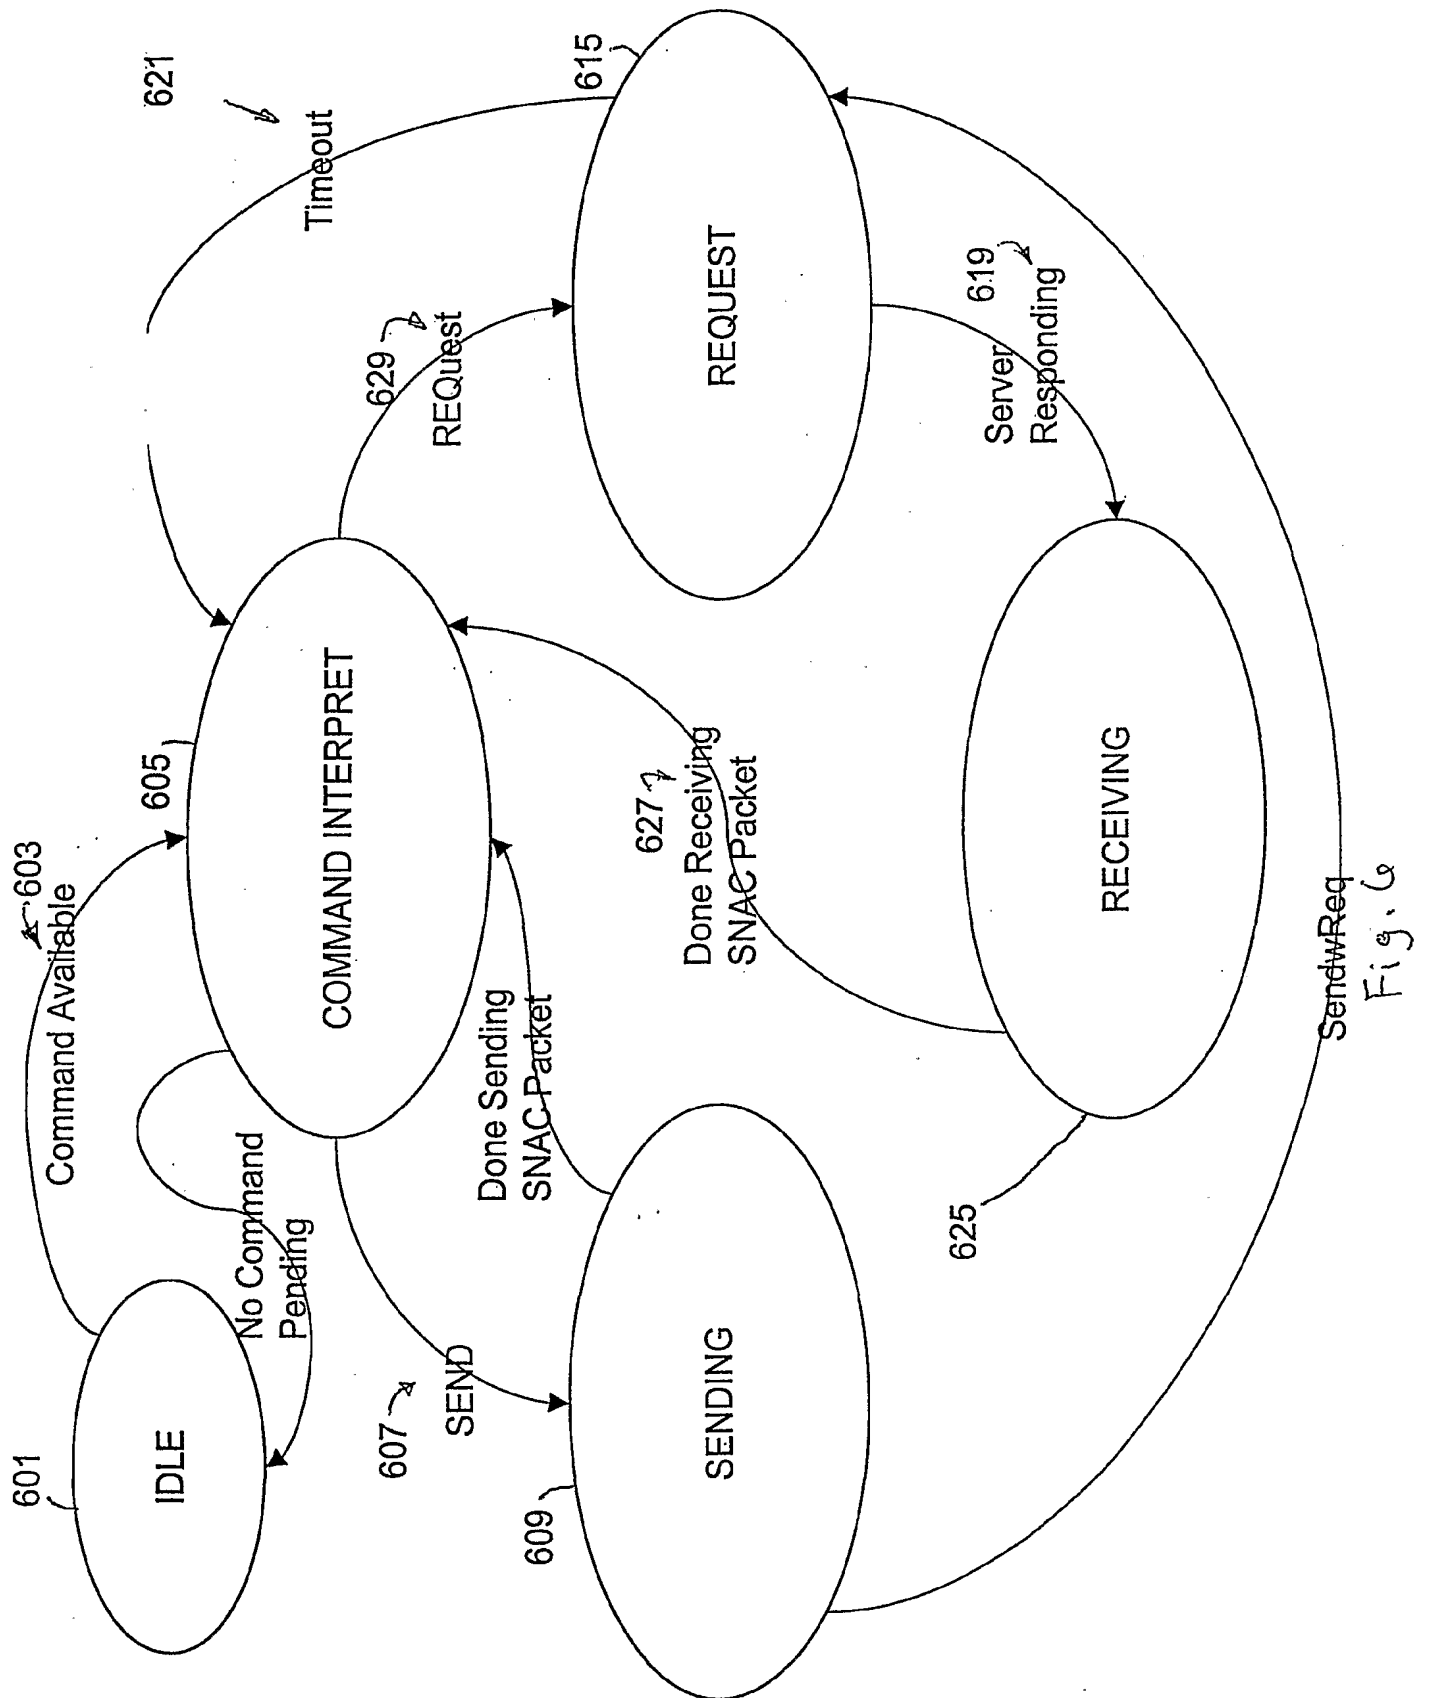 601
IDLE
Command Available
603
No Command
Pending
605
COMMAND INTERPRET
621
Timeout
607
SEND
Done Sending
SNAC Packet
627
Done Receiving
SNAC Packet
629
REQuest
615
REQUEST
609
SENDING
619
Server
Responding
625
RECEIVING
SendwReq
Fig. 6